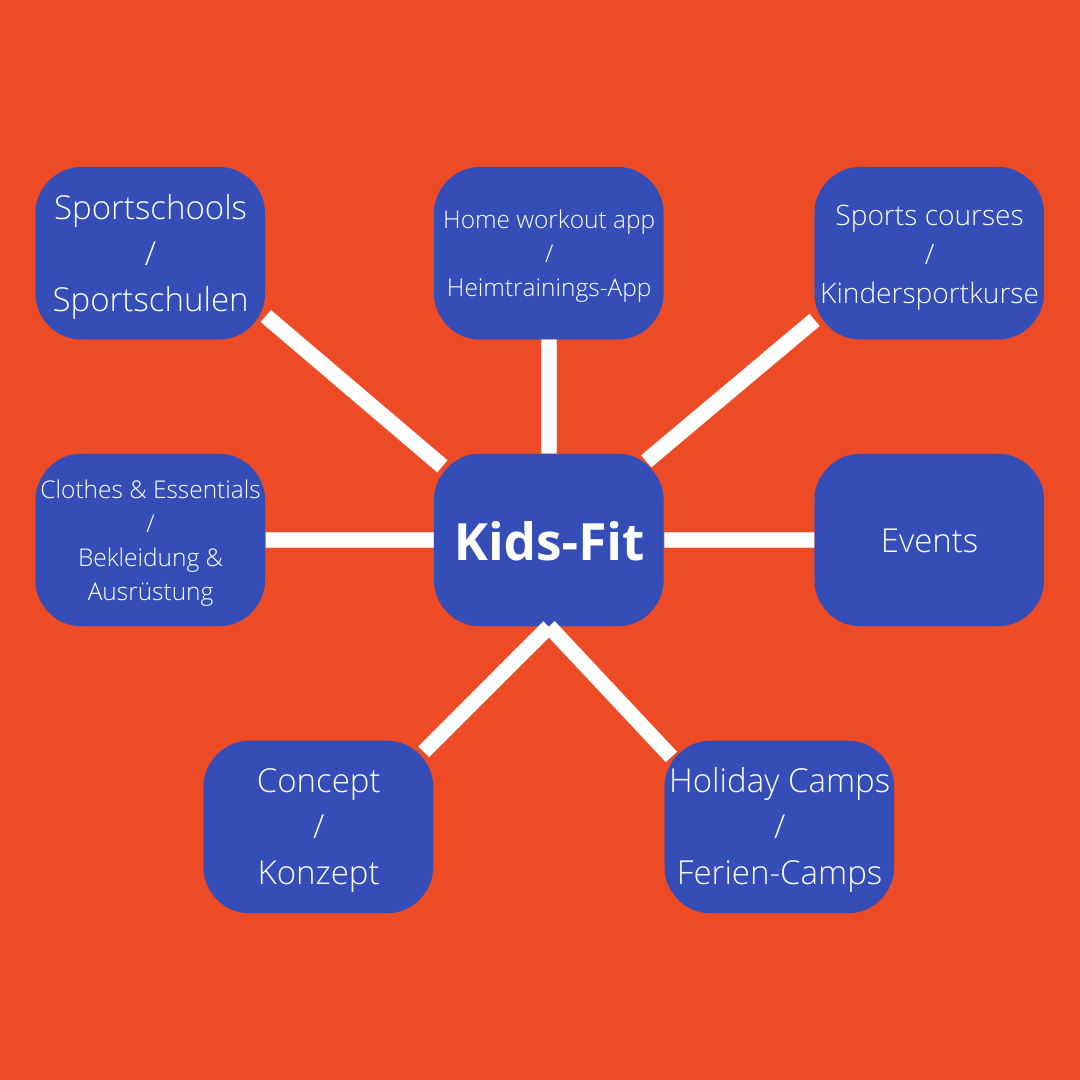 Sportschools
/
Sportschulen
Home workout app
/
Heimtrainings-App
Sports courses
/
Kindersportkurse
Clothes & Essentials
/
Bekleidung &
Ausrüstung
Kids-Fit
Events
Concept
/
Konzept
Holiday Camps
/
Ferien-Camps